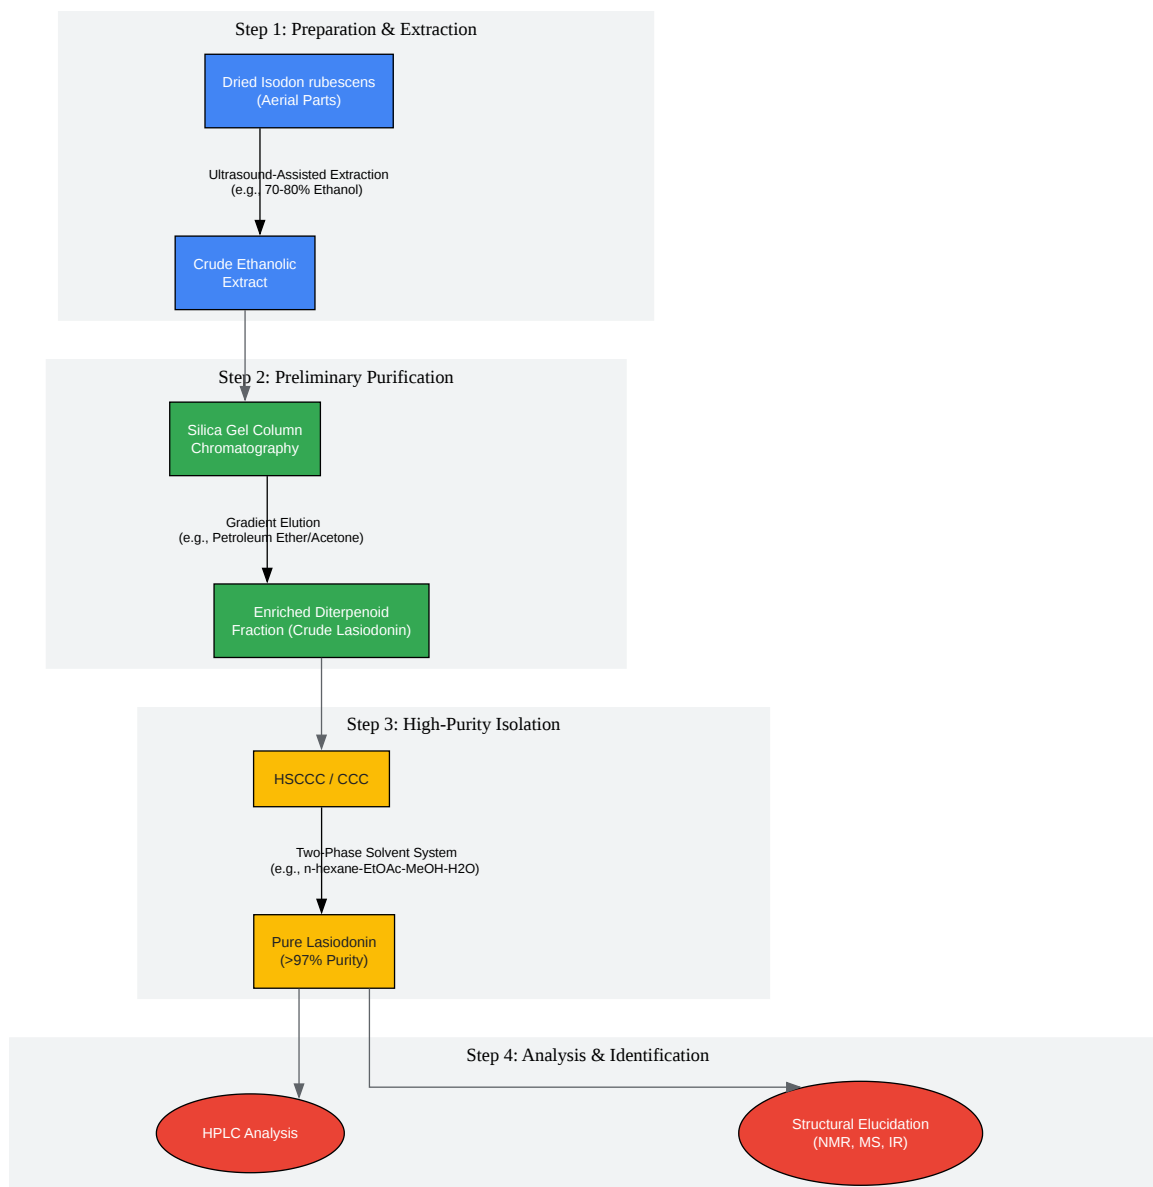 Step 1: Preparation & Extraction
Dried Isodon rubescens
(Aerial Parts)
Ultrasound-Assisted Extraction
(e.g., 70-80% Ethanol)
Crude Ethanolic
Extract
Step 2: Preliminary Purification
Silica Gel Column
Chromatography
Gradient Elution
(e.g., Petroleum Ether/Acetone)
Enriched Diterpenoid
Fraction (Crude Lasiodonin)
Step 3: High-Purity Isolation
HSCCC / CCC
Two-Phase Solvent System
(e.g., n-hexane-EtOAc-MeOH-H2O)
Pure Lasiodonin
(>97% Purity)
Step 4: Analysis & Identification
HPLC Analysis
Structural Elucidation
(NMR, MS, IR)